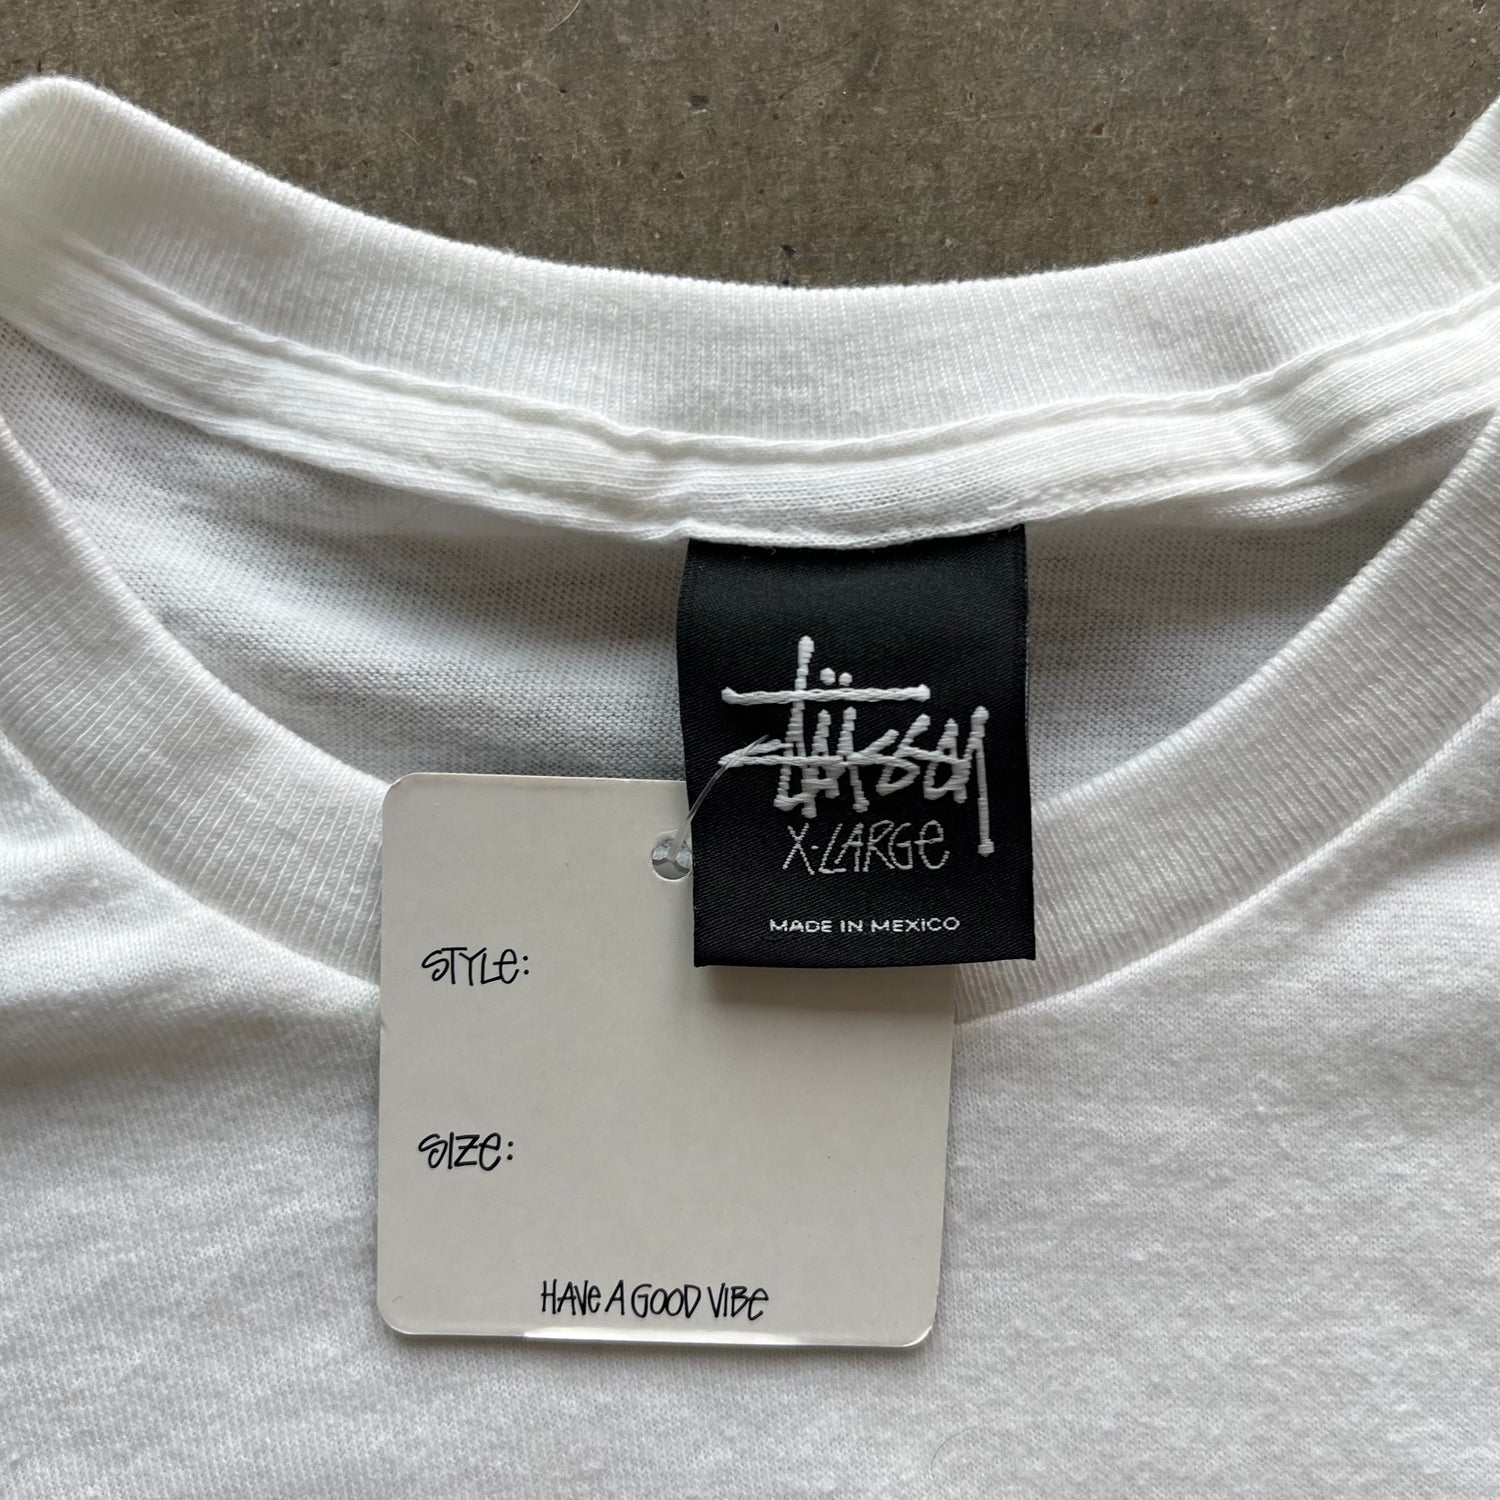 Stüssy
X-LARGE
MADE IN MEXICO
STYLE:
SIZE:
HAVE A GOOD VIBE